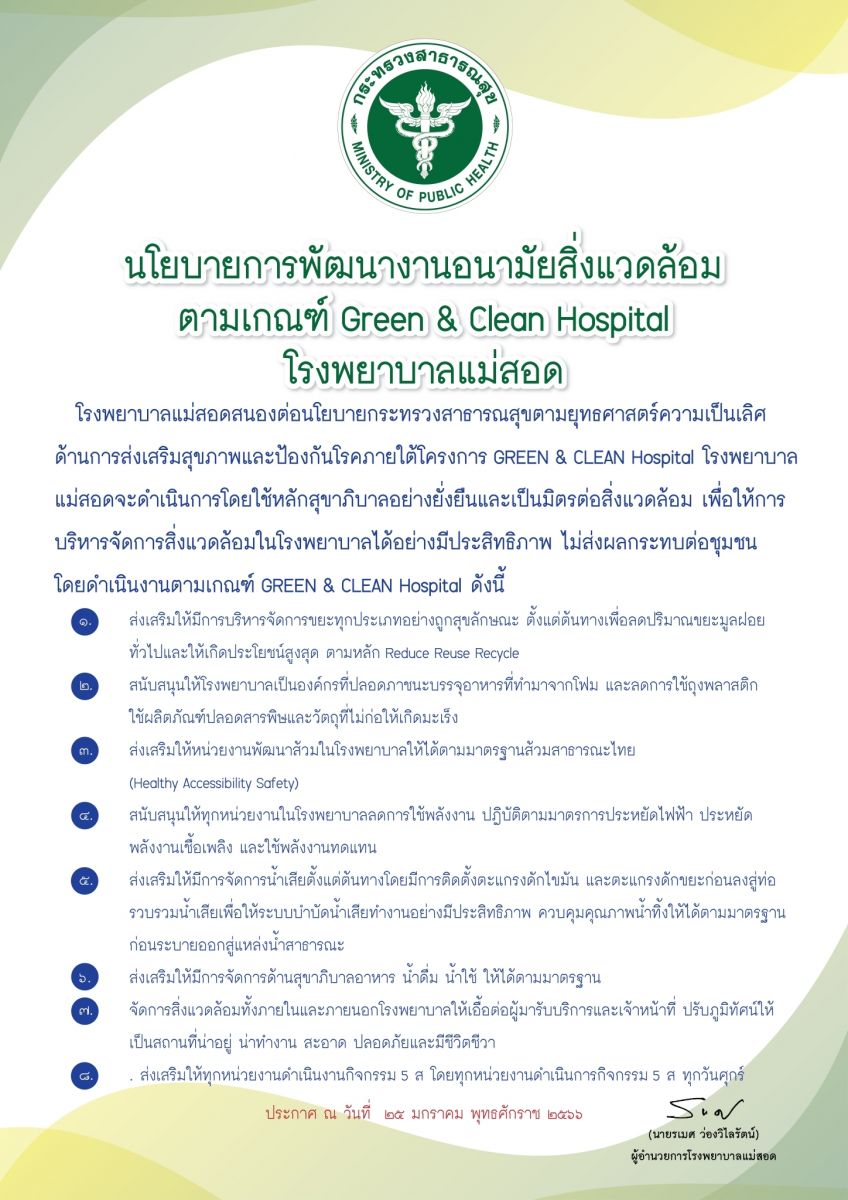 กระทรวงสาธารณสุข
MINISTRY OF PUBLIC HEALTH
นโยบายการพัฒนางานอนามัยสิ่งแวดล้อม
ตามเกณฑ์ Green & Clean Hospital
โรงพยาบาลแม่สอด
โรงพยาบาลแม่สอดสนองต่อนโยบายกระทรวงสาธารณสุขตามยุทธศาสตร์ความเป็นเลิศ
ด้านการส่งเสริมสุขภาพและป้องกันโรคภายใต้โครงการ GREEN & CLEAN Hospital โรงพยาบาล
แม่สอดจะดำเนินการโดยใช้หลักสุขาภิบาลอย่างยั่งยืนและเป็นมิตรต่อสิ่งแวดล้อม เพื่อให้การ
บริหารจัดการสิ่งแวดล้อมในโรงพยาบาลได้อย่างมีประสิทธิภาพ ไม่ส่งผลกระทบต่อชุมชน
โดยดำเนินงานตามเกณฑ์ GREEN & CLEAN Hospital ดังนี้
๑. ส่งเสริมให้มีการบริหารจัดการขยะทุกประเภทอย่างถูกสุขลักษณะ ตั้งแต่ต้นทางเพื่อลดปริมาณขยะมูลฝอย
ทั่วไปและให้เกิดประโยชน์สูงสุด ตามหลัก Reduce Reuse Recycle
๒. สนับสนุนให้โรงพยาบาลเป็นองค์กรที่ปลอดภาชนะบรรจุอาหารที่ทำมาจากโฟม และลดการใช้ถุงพลาสติก
ใช้ผลิตภัณฑ์ปลอดสารพิษและวัตถุที่ไม่ก่อให้เกิดมะเร็ง
๓. ส่งเสริมให้หน่วยงานพัฒนาส้วมในโรงพยาบาลให้ได้ตามมาตรฐานส้วมสาธารณะไทย
(Healthy Accessibility Safety)
๔. สนับสนุนให้ทุกหน่วยงานในโรงพยาบาลลดการใช้พลังงาน ปฏิบัติตามมาตรการประหยัดไฟฟ้า ประหยัด
พลังงานเชื้อเพลิง และใช้พลังงานทดแทน
๕. ส่งเสริมให้มีการจัดการน้ำเสียตั้งแต่ต้นทางโดยมีการติดตั้งตะแกรงดักไขมัน และตะแกรงดักขยะก่อนลงสู่ท่อ
รวบรวมน้ำเสียเพื่อให้ระบบบำบัดน้ำเสียทำงานอย่างมีประสิทธิภาพ ควบคุมคุณภาพน้ำทิ้งให้ได้ตามมาตรฐาน
ก่อนระบายออกสู่แหล่งน้ำสาธารณะ
๖. ส่งเสริมให้มีการจัดการด้านสุขาภิบาลอาหาร น้ำดื่ม น้ำใช้ ให้ได้ตามมาตรฐาน
๗. จัดการสิ่งแวดล้อมทั้งภายในและภายนอกโรงพยาบาลให้เอื้อต่อผู้มารับบริการและเจ้าหน้าที่ ปรับภูมิทัศน์ให้
เป็นสถานที่น่าอยู่ น่าทำงาน สะอาด ปลอดภัยและมีชีวิตชีวา
๘. . ส่งเสริมให้ทุกหน่วยงานดำเนินงานกิจกรรม 5 ส โดยทุกหน่วยงานดำเนินการกิจกรรม 5 ส ทุกวันศุกร์
ประกาศ ณ วันที่ ๒๕ มกราคม พุทธศักราช ๒๕๖๖
(นายรเมศ ว่องวิไลรัตน์)
ผู้อำนวยการโรงพยาบาลแม่สอด